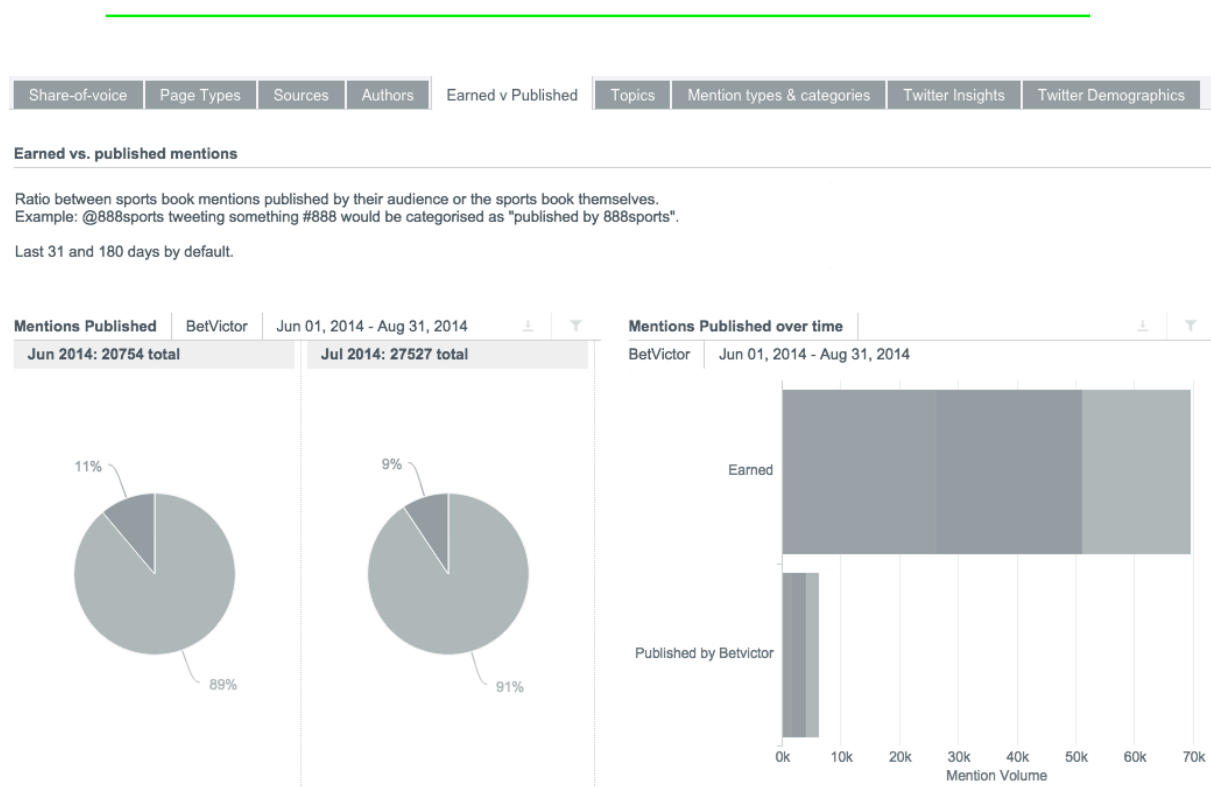 Share-of-voice Page Types Sources Authors Earned v Published Topics Mention types & categories Twitter Insights Twitter Demographics
Earned vs. published mentions
Ratio between sports book mentions published by their audience or the sports book themselves.
Example: @888sports tweeting something #888 would be categorised as "published by 888sports".
Last 31 and 180 days by default.
Mentions Published BetVictor Jun 01, 2014 - Aug 31, 2014
Jun 2014: 20754 total
11%
89%
Jul 2014: 27527 total
9%
91%
Mentions Published over time
BetVictor Jun 01, 2014 - Aug 31, 2014
Earned
Published by Betvictor
0k 10k 20k 30k 40k 50k 60k 70k
Mention Volume